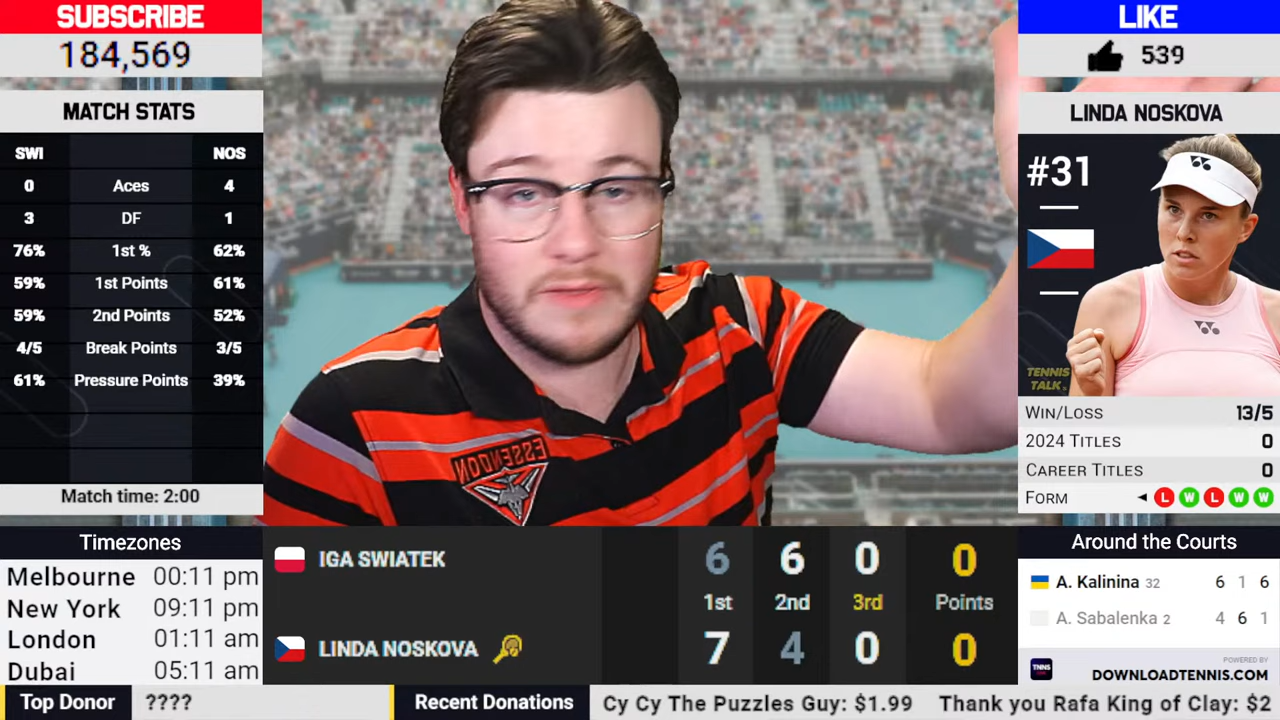 SUBSCRIBE
184,569
MATCH STATS
SWI NOS
0 Aces 4
3 DF 1
76% 1st % 62%
59% 1st Points 61%
59% 2nd Points 52%
4/5 Break Points 3/5
61% Pressure Points 39%
Match time: 2:00
Timezones
Melbourne 00:11 pm
New York 09:11 pm
London 01:11 am
Dubai 05:11 am
ESSENDON
IGA SWIATEK 6 6 0 0
1st 2nd 3rd Points
LINDA NOSKOVA 7 4 0 0
LIKE
539
LINDA NOSKOVA
#31
TENNIS
TALK.
WIN/LOSS 13/5
2024 TITLES 0
CAREER TITLES 0
FORM L W L W W
Around the Courts
A. Kalinina 32 6 1 6
A. Sabalenka 2 4 6 1
TNNS
POWERED BY
DOWNLOADTENNIS.COM
Top Donor ???? Recent Donations Cy Cy The Puzzles Guy: $1.99 Thank you Rafa King of Clay: $2